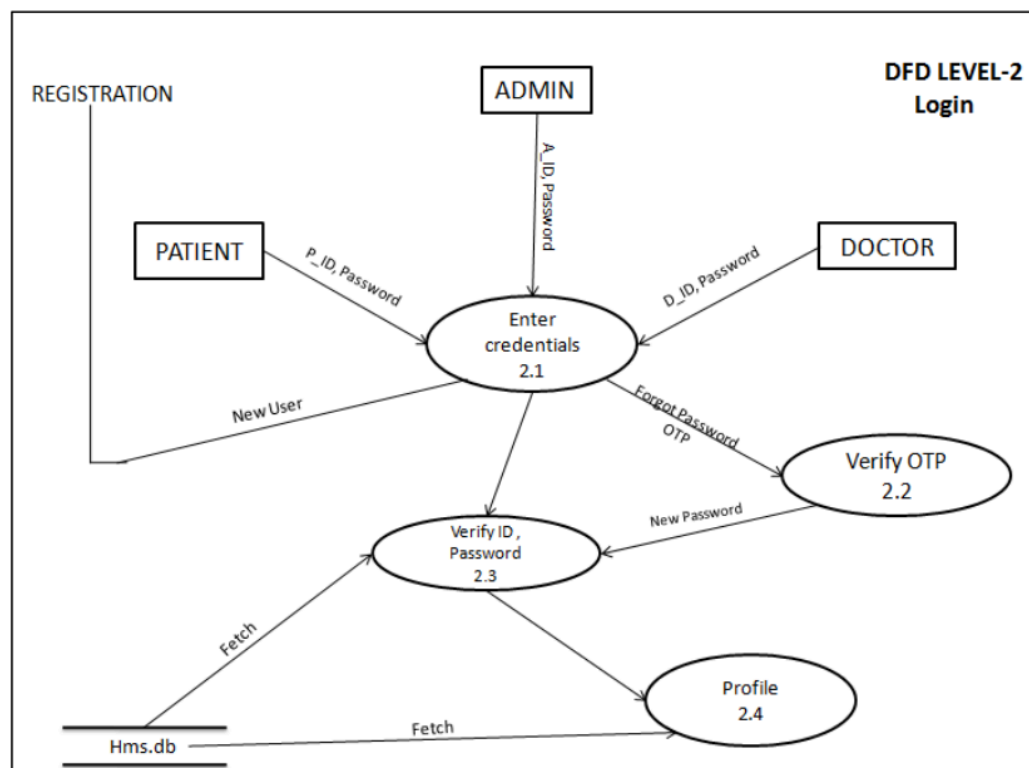 DFD LEVEL-2
Login
REGISTRATION
ADMIN
A_ID,Password
PATIENT
P_ID, Password
DOCTOR
D_ID, Password
Enter
credentials
2.1
New User
Forgot Password
OTP
Verify OTP
2.2
New Password
Verify ID ,
Password
2.3
Fetch
Profile
2.4
Fetch
Hms.db